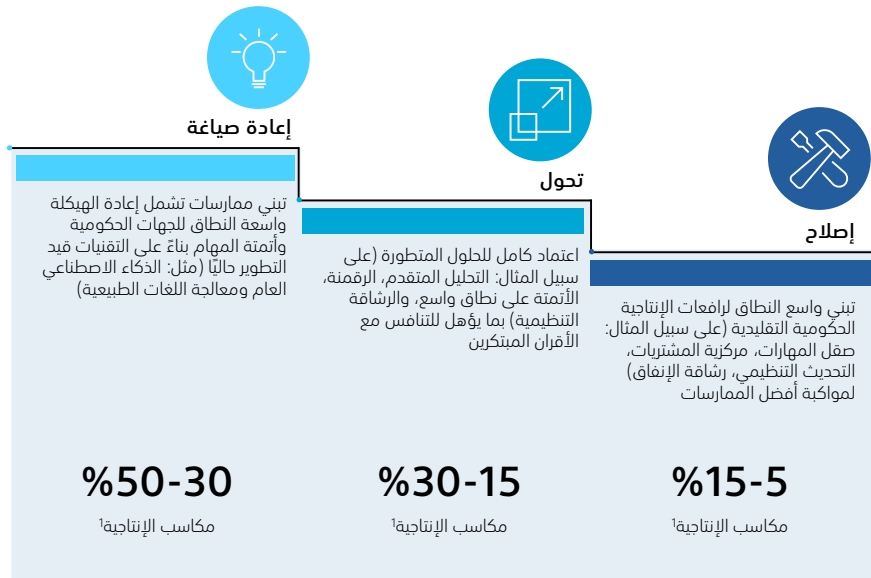 إصلاح
تبني واسع النطاق لرافعات الإنتاجية
الحكومية التقليدية (على سبيل المثال:
صقل المهارات، مركزية المشتريات،
التحديث التنظيمي، رشاقة الإنفاق)
لمواكبة أفضل الممارسات
%15-5
مكاسب الإنتاجية¹
تحول
اعتماد كامل للحلول المتطورة (على
سبيل المثال: التحليل المتقدم، الرقمنة،
الأتمتة على نطاق واسع، والرشاقة
التنظيمية) بما يؤهل للتنافس مع
الأقران المبتكرين
%30-15
مكاسب الإنتاجية¹
إعادة صياغة
تبني ممارسات تشمل إعادة الهيكلة
واسعة النطاق للجهات الحكومية
وأتمتة المهام بناءً على التقنيات قيد
التطوير حاليًا (مثل: الذكاء الاصطناعي
العام ومعالجة اللغات الطبيعية)
%50-30
مكاسب الإنتاجية¹